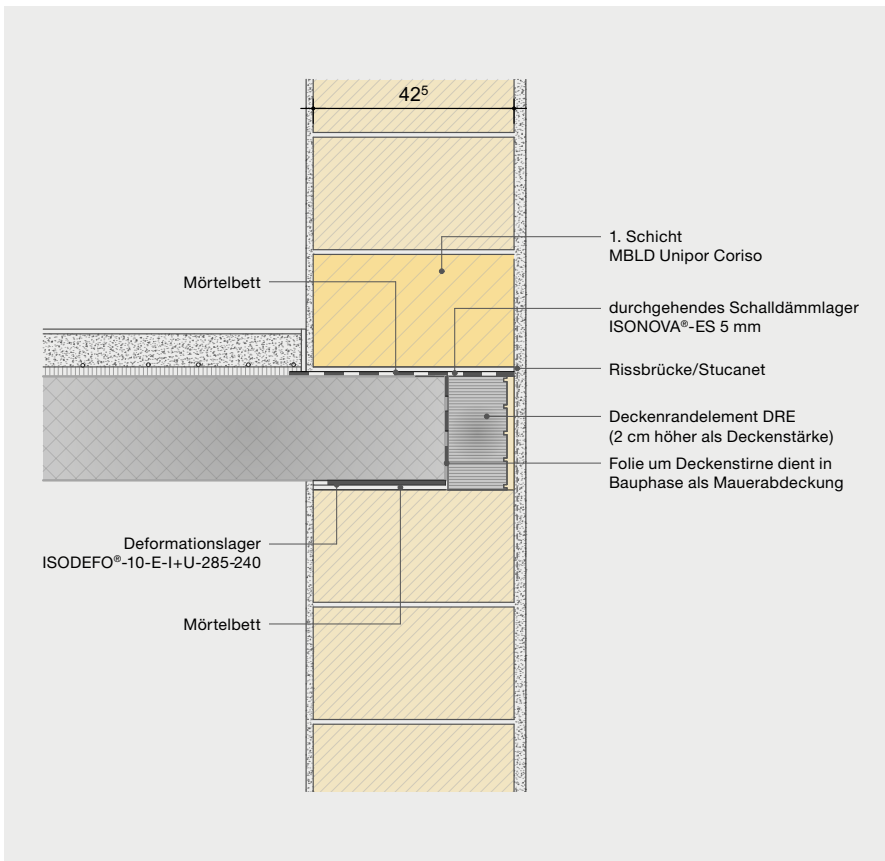 42⁵
1. Schicht
MBLD Unipor Coriso
Mörtelbett
durchgehendes Schalldämmlager
ISONOVA®-ES 5 mm
Rissbrücke/Stucanet
Deckenrandelement DRE
(2 cm höher als Deckenstärke)
Folie um Deckenstirne dient in
Bauphase als Mauerabdeckung
Deformationslager
ISODEFO®-10-E-I+U-285-240
Mörtelbett